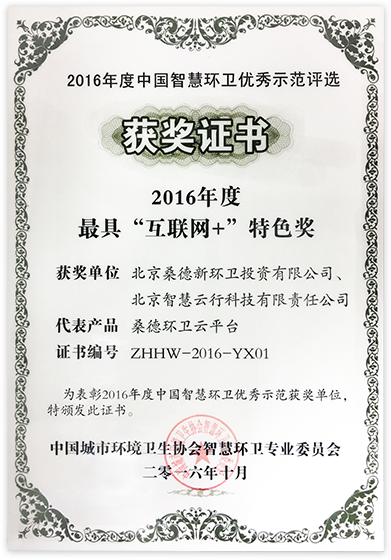 2016年度中国智慧环卫优秀示范评选
获奖证书
2016年度
最具“互联网+”特色奖
获奖单位 北京桑德新环卫投资有限公司、
北京智慧云行科技有限责任公司
代表产品 桑德环卫云平台
证书编号 ZHHW-2016-YX01
为表彰2016年度中国智慧环卫优秀示范获奖单位，
特颁发此证书。
中国城市环境卫生协会智慧环卫专业委员会
二零一六年十月